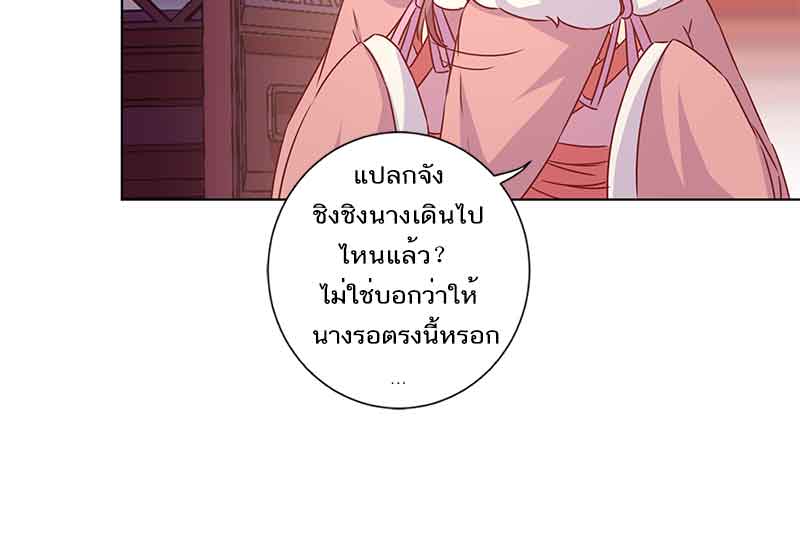 แปลกจัง
ชิงชิงนางเดินไป
ไหนแล้ว?
ไม่ใช่บอกว่าให้
นางรอตรงนี้หรอก
...